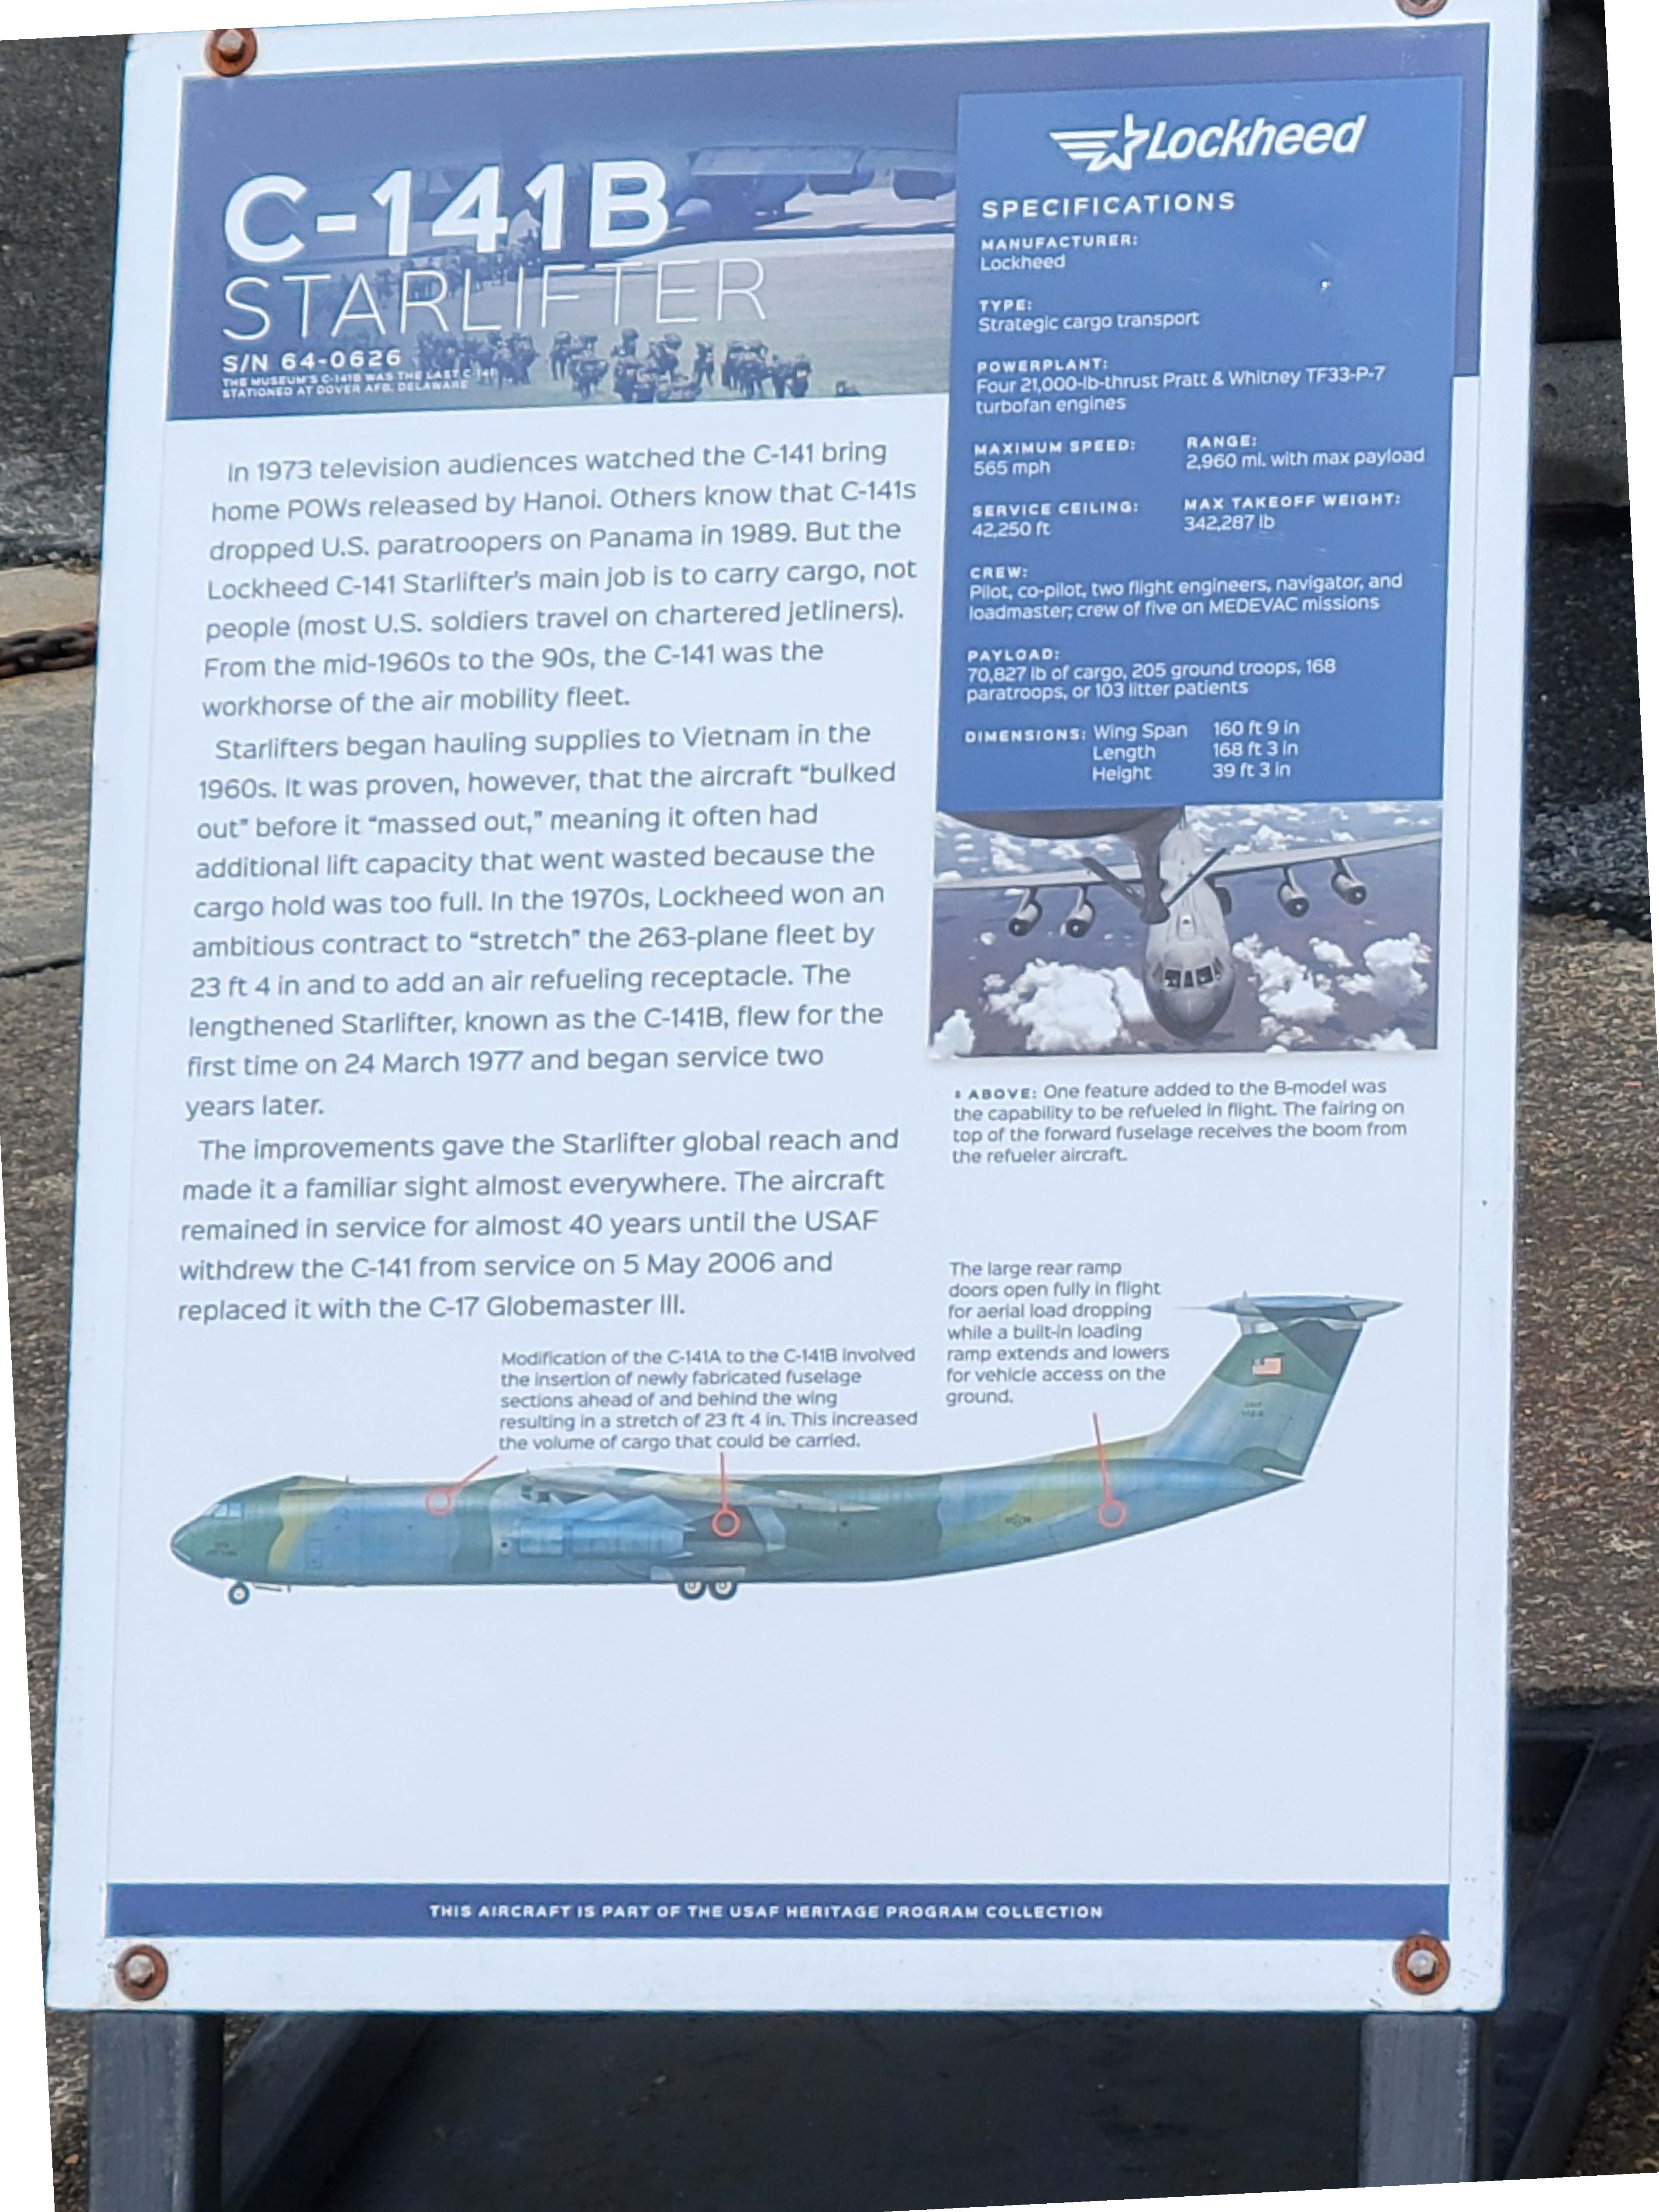 C-141B
STARLIFTER
S/N 64-0626
THE MUSEUM'S C-141B WAS THE LAST C-141
STATIONED AT DOVER AFB, DELAWARE
In 1973 television audiences watched the C-141 bring
home POWs released by Hanoi. Others know that C-141s
dropped U.S. paratroopers on Panama in 1989. But the
Lockheed C-141 Starlifter's main job is to carry cargo, not
people (most U.S. soldiers travel on chartered jetliners).
From the mid-1960s to the 90s, the C-141 was the
workhorse of the air mobility fleet.
Starlifters began hauling supplies to Vietnam in the
1960s. It was proven, however, that the aircraft "bulked
out" before it "massed out," meaning it often had
additional lift capacity that went wasted because the
cargo hold was too full. In the 1970s, Lockheed won an
ambitious contract to "stretch" the 263-plane fleet by
23 ft 4 in and to add an air refueling receptacle. The
lengthened Starlifter, known as the C-141B, flew for the
first time on 24 March 1977 and began service two
years later.
The improvements gave the Starlifter global reach and
made it a familiar sight almost everywhere. The aircraft
remained in service for almost 40 years until the USAF
withdrew the C-141 from service on 5 May 2006 and
replaced it with the C-17 Globemaster III.
Lockheed
SPECIFICATIONS
MANUFACTURER:
Lockheed
TYPE:
Strategic cargo transport
POWERPLANT:
Four 21,000-lb-thrust Pratt & Whitney TF33-P-7
turbofan engines
MAXIMUM SPEED:
565 mph
RANGE:
2,960 mi. with max payload
SERVICE CEILING:
42,250 ft
MAX TAKEOFF WEIGHT:
342,287 lb
CREW:
Pilot, co-pilot, two flight engineers, navigator, and
loadmaster; crew of five on MEDEVAC missions
PAYLOAD:
70,827 lb of cargo, 205 ground troops, 168
paratroops, or 103 litter patients
DIMENSIONS: Wing Span 160 ft 9 in
Length 168 ft 3 in
Height 39 ft 3 in
ABOVE: One feature added to the B-model was
the capability to be refueled in flight. The fairing on
top of the forward fuselage receives the boom from
the refueler aircraft.
The large rear ramp
doors open fully in flight
for aerial load dropping
while a built-in loading
ramp extends and lowers
for vehicle access on the
ground.
Modification of the C-141A to the C-141B involved
the insertion of newly fabricated fuselage
sections ahead of and behind the wing
resulting in a stretch of 23 ft 4 in. This increased
the volume of cargo that could be carried.
THIS AIRCRAFT IS PART OF THE USAF HERITAGE PROGRAM COLLECTION